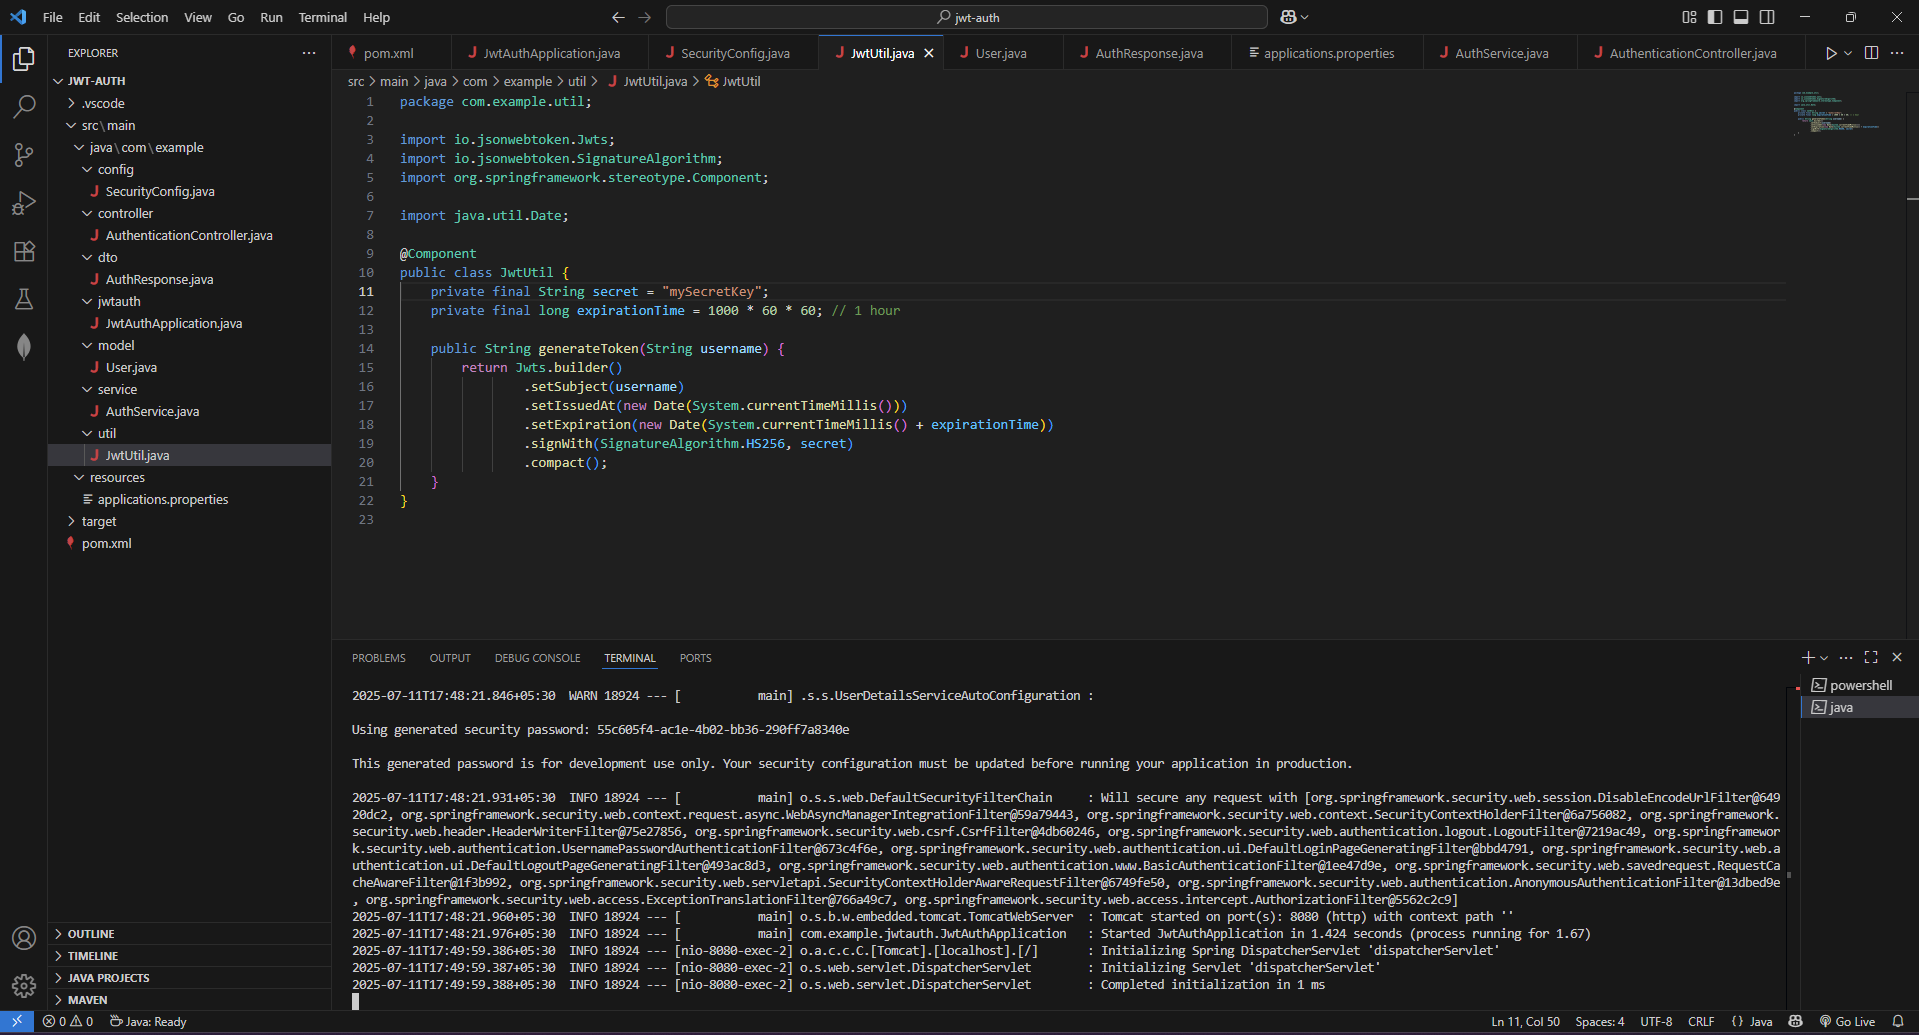 File Edit Selection View Go Run Terminal Help
jwt-auth
EXPLORER
JWT-AUTH
.vscode
src\main
java\com\example
config
SecurityConfig.java
controller
AuthenticationController.java
dto
AuthResponse.java
jwtauth
JwtAuthApplication.java
model
User.java
service
AuthService.java
util
JwtUtil.java
resources
applications.properties
target
pom.xml
OUTLINE
TIMELINE
JAVA PROJECTS
MAVEN
pom.xml JwtAuthApplication.java SecurityConfig.java JwtUtil.java User.java AuthResponse.java applications.properties AuthService.java AuthenticationController.java
src > main > java > com > example > util > JwtUtil.java > JwtUtil
1 package com.example.util;
2
3 import io.jsonwebtoken.Jwts;
4 import io.jsonwebtoken.SignatureAlgorithm;
5 import org.springframework.stereotype.Component;
6
7 import java.util.Date;
8
9 @Component
10 public class JwtUtil {
11 private final String secret = "mySecretKey";
12 private final long expirationTime = 1000 * 60 * 60; // 1 hour
13
14 public String generateToken(String username) {
15 return Jwts.builder()
16 .setSubject(username)
17 .setIssuedAt(new Date(System.currentTimeMillis()))
18 .setExpiration(new Date(System.currentTimeMillis() + expirationTime))
19 .signWith(SignatureAlgorithm.HS256, secret)
20 .compact();
21 }
22 }
23
PROBLEMS OUTPUT DEBUG CONSOLE TERMINAL PORTS
powershell
java
2025-07-11T17:48:21.846+05:30  WARN 18924 --- [           main] .s.s.UserDetailsServiceAutoConfiguration :
Using generated security password: 55c605f4-ac1e-4b02-bb36-290ff7a8340e
This generated password is for development use only. Your security configuration must be updated before running your application in production.
2025-07-11T17:48:21.931+05:30  INFO 18924 --- [           main] o.s.s.web.DefaultSecurityFilterChain     : Will secure any request with [org.springframework.security.web.session.DisableEncodeUrlFilter@649
20dc2, org.springframework.security.web.context.request.async.WebAsyncManagerIntegrationFilter@59a79443, org.springframework.security.web.context.SecurityContextHolderFilter@6a756082, org.springframework.
security.web.header.HeaderWriterFilter@75e27856, org.springframework.security.web.csrf.CsrfFilter@4db60246, org.springframework.security.web.authentication.logout.LogoutFilter@7219ac49, org.springframewor
k.security.web.authentication.UsernamePasswordAuthenticationFilter@673c4f6e, org.springframework.security.web.authentication.ui.DefaultLoginPageGeneratingFilter@bbd4791, org.springframework.security.web.a
uthentication.ui.DefaultLogoutPageGeneratingFilter@493ac8d3, org.springframework.security.web.authentication.www.BasicAuthenticationFilter@1ee47d9e, org.springframework.security.web.savedrequest.RequestCa
cheAwareFilter@1f3b992, org.springframework.security.web.servletapi.SecurityContextHolderAwareRequestFilter@6749fe50, org.springframework.security.web.authentication.AnonymousAuthenticationFilter@13dbed9e
, org.springframework.security.web.access.ExceptionTranslationFilter@766a49c7, org.springframework.security.web.access.intercept.AuthorizationFilter@5562c2c9]
2025-07-11T17:48:21.960+05:30  INFO 18924 --- [           main] o.s.b.w.embedded.tomcat.TomcatWebServer  : Tomcat started on port(s): 8080 (http) with context path ''
2025-07-11T17:48:21.976+05:30  INFO 18924 --- [           main] com.example.jwtauth.JwtAuthApplication   : Started JwtAuthApplication in 1.424 seconds (process running for 1.67)
2025-07-11T17:49:59.386+05:30  INFO 18924 --- [nio-8080-exec-2] o.a.c.c.C.[Tomcat].[localhost].[/]       : Initializing Spring DispatcherServlet 'dispatcherServlet'
2025-07-11T17:49:59.387+05:30  INFO 18924 --- [nio-8080-exec-2] o.s.web.servlet.DispatcherServlet        : Initializing Servlet 'dispatcherServlet'
2025-07-11T17:49:59.388+05:30  INFO 18924 --- [nio-8080-exec-2] o.s.web.servlet.DispatcherServlet        : Completed initialization in 1 ms
0 0 Java: Ready Ln 11, Col 50 Spaces: 4 UTF-8 CRLF {} Java Go Live